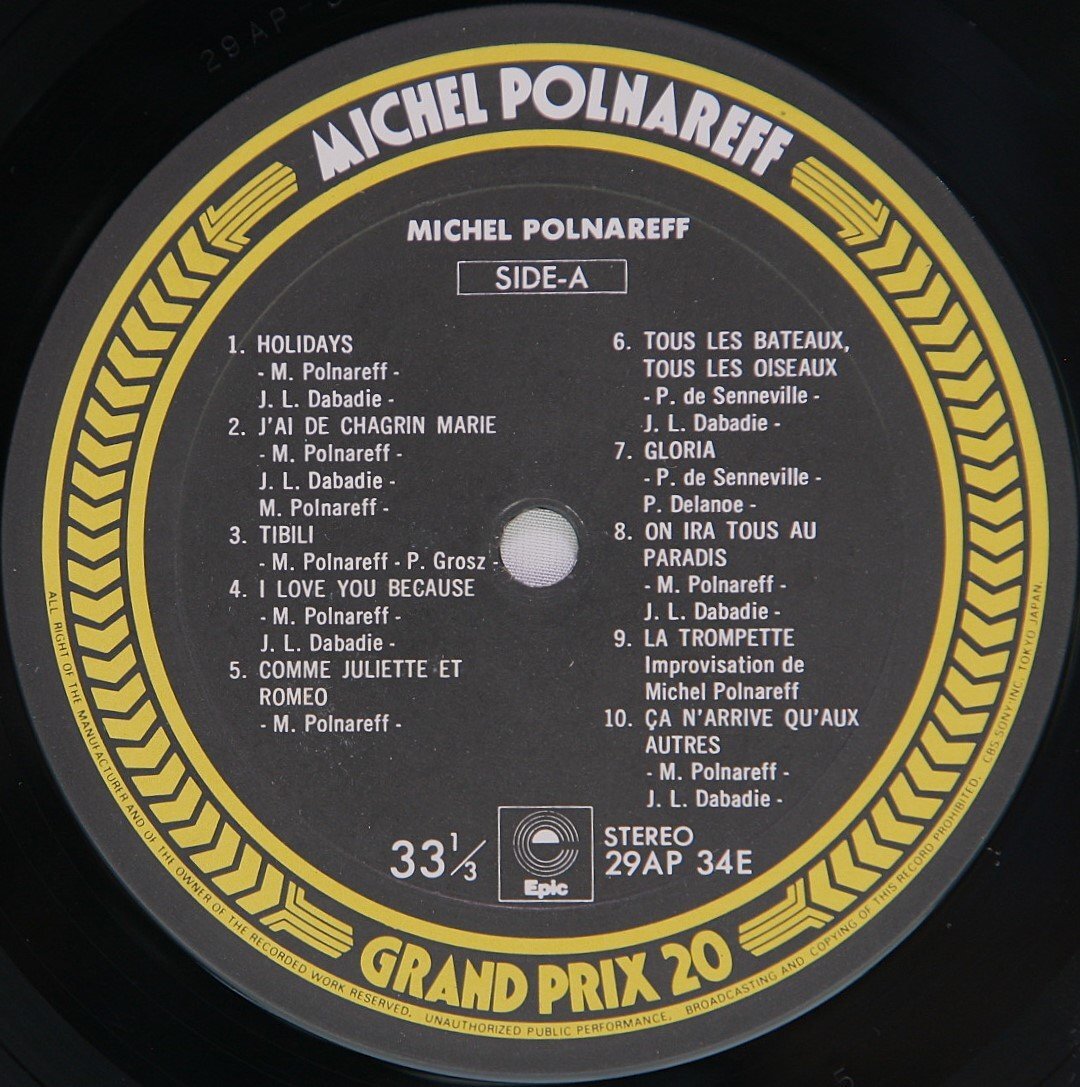 29AP-
MICHEL POLNAREFF
MICHEL POLNAREFF
SIDE-A
1. HOLIDAYS
- M. Polnareff -
J. L. Dabadie -
2. J'AI DE CHAGRIN MARIE
- M. Polnareff -
J. L. Dabadie -
M. Polnareff -
3. TIBILI
- M. Polnareff - P. Grosz -
4. I LOVE YOU BECAUSE
- M. Polnareff -
J. L. Dabadie -
5. COMME JULIETTE ET
ROMEO
- M. Polnareff -
6. TOUS LES BATEAUX,
TOUS LES OISEAUX
- P. de Senneville -
J. L. Dabadie -
7. GLORIA
- P. de Senneville -
P. Delanoe -
8. ON IRA TOUS AU
PARADIS
- M. Polnareff -
J. L. Dabadie -
9. LA TROMPETTE
Improvisation de
Michel Polnareff
10. ÇA N'ARRIVE QU'AUX
AUTRES
- M. Polnareff -
J. L. Dabadie -
33 1/3
Epic
STEREO
29AP 34E
GRAND PRIX 20
ALL RIGHT OF THE MANUFACTURER AND OF THE OWNER OF THE RECORDED WORK RESERVED. UNAUTHORIZED PUBLIC PERFORMANCE, BROADCASTING AND COPYING OF THIS RECORD PROHIBITED. CBS SONY INC. TOKYO JAPAN.